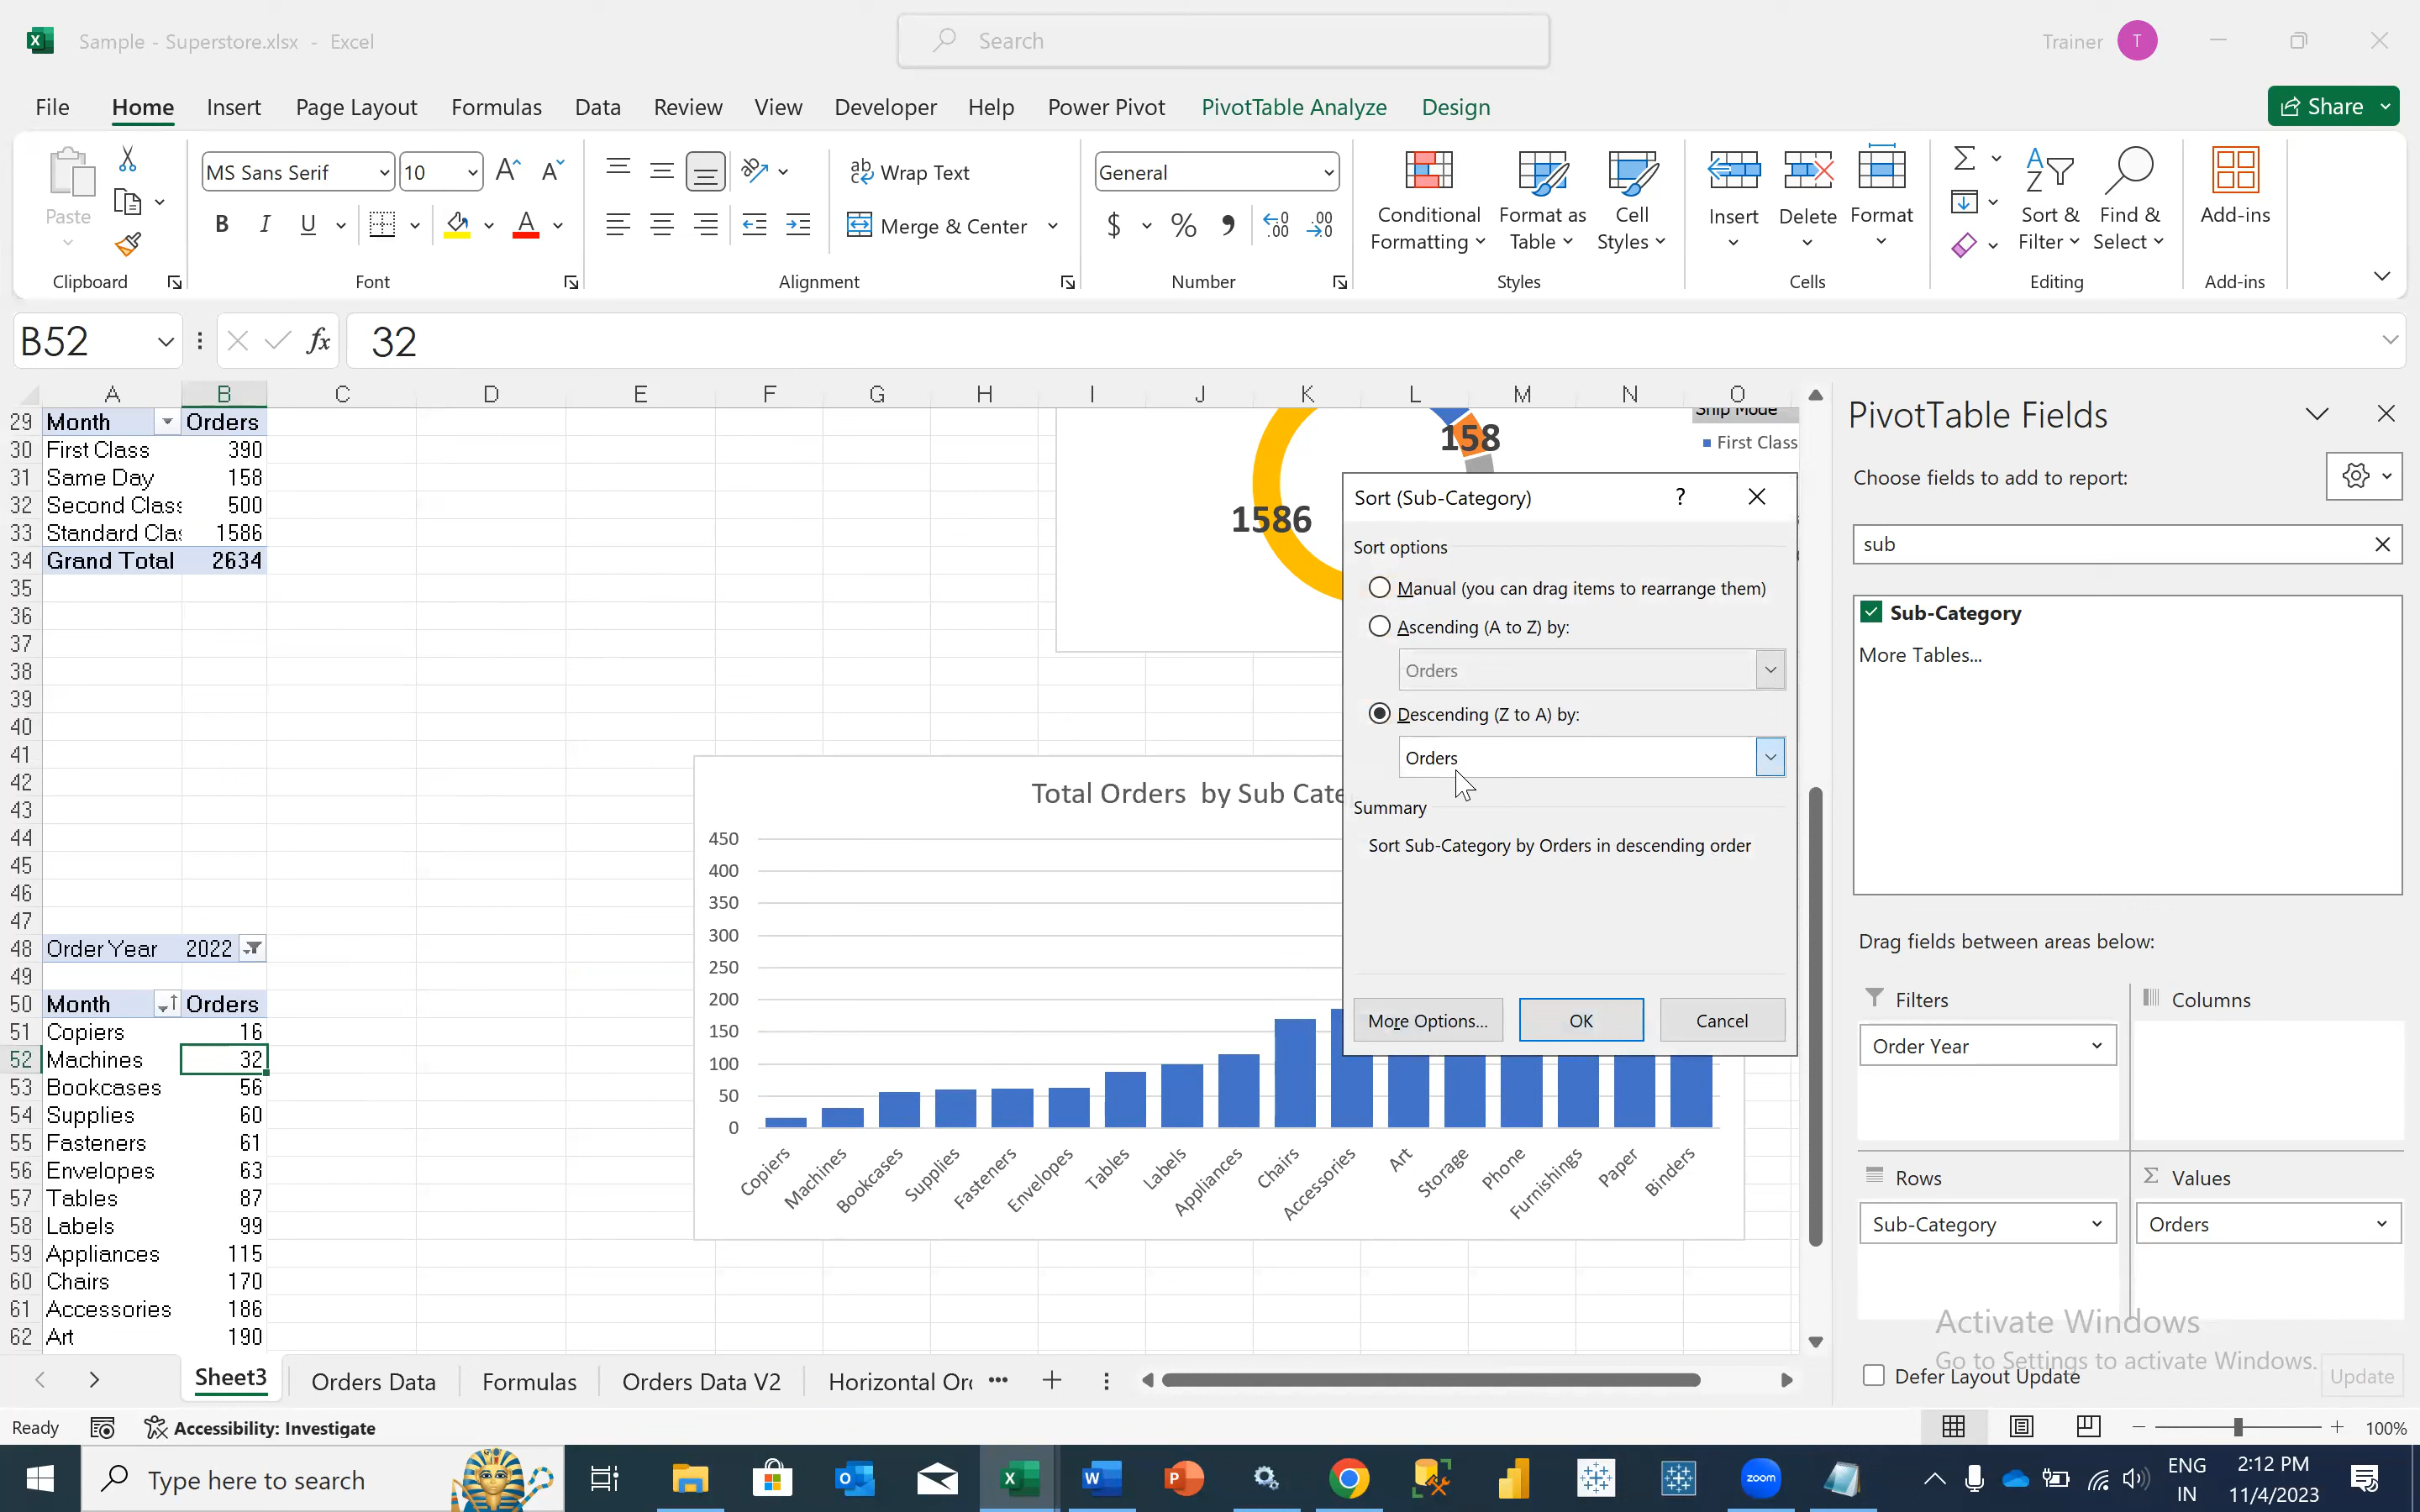 Sample - Superstore.xlsx - Excel
Search
Trainer
T
File Home Insert Page Layout Formulas Data Review View Developer Help Power Pivot PivotTable Analyze Design
Share
Paste
Clipboard
MS Sans Serif 10
B I U
Font
Wrap Text
Merge & Center
Alignment
General
$ %
Number
Conditional Formatting
Format as Table
Cell Styles
Styles
Insert Delete Format
Cells
Sort & Filter
Find & Select
Editing
Add-ins
Add-ins
B52
fx
32
A B C D E F G H I J K L M N O
29 Month Orders
30 First Class 390
31 Same Day 158
32 Second Class 500
33 Standard Clas 1586
34 Grand Total 2634
35
36
37
38
39
40
41
42
43
44
45
46
47
48 Order Year 2022
49
50 Month Orders
51 Copiers 16
52 Machines 32
53 Bookcases 56
54 Supplies 60
55 Fasteners 61
56 Envelopes 63
57 Tables 87
58 Labels 99
59 Appliances 115
60 Chairs 170
61 Accessories 186
62 Art 190
158
1586
Ship Mode
First Class
Total Orders by Sub Cate
450
400
350
300
250
200
150
100
50
0
Copiers Machines Bookcases Supplies Fasteners Envelopes Tables Labels Appliances Chairs Accessories Art Storage Phone Furnishings Paper Binders
Sort (Sub-Category)
?
Sort options
Manual (you can drag items to rearrange them)
Ascending (A to Z) by:
Orders
Descending (Z to A) by:
Orders
Summary
Sort Sub-Category by Orders in descending order
More Options...
OK
Cancel
PivotTable Fields
Choose fields to add to report:
sub
Sub-Category
More Tables...
Drag fields between areas below:
Filters
Columns
Order Year
Rows
Values
Sub-Category
Orders
Activate Windows
Go to Settings to activate Windows.
Defer Layout Update
Update
Sheet3 Orders Data Formulas Orders Data V2 Horizontal Orc
Ready
Accessibility: Investigate
100%
Type here to search
zoom
ENG
IN
2:12 PM
11/4/2023